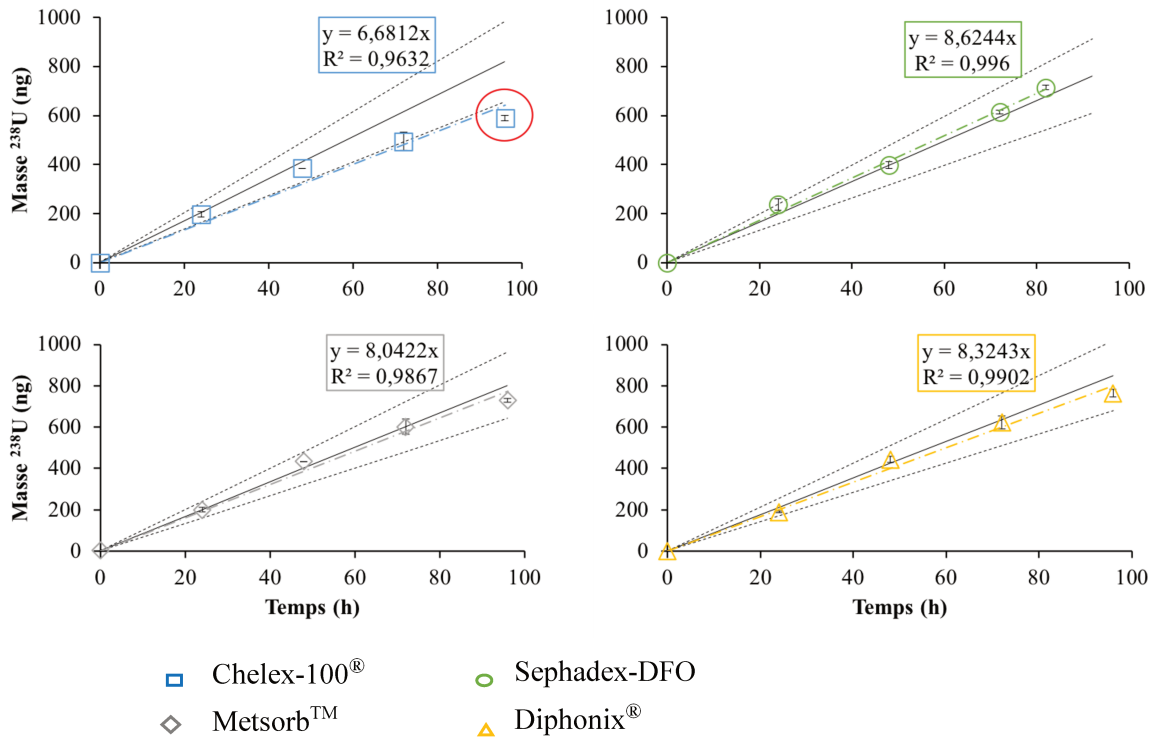 1000
800
600
400
200
0
Masse ²³⁸U (ng)
y = 6,6812x
R² = 0,9632
0 20 40 60 80 100
1000
800
600
400
200
0
y = 8,6244x
R² = 0,996
0 20 40 60 80 100
1000
800
600
400
200
0
Masse ²³⁸U (ng)
y = 8,0422x
R² = 0,9867
0 20 40 60 80 100
Temps (h)
1000
800
600
400
200
0
y = 8,3243x
R² = 0,9902
0 20 40 60 80 100
Temps (h)
Chelex-100®
Sephadex-DFO
Metsorb™
Diphonix®